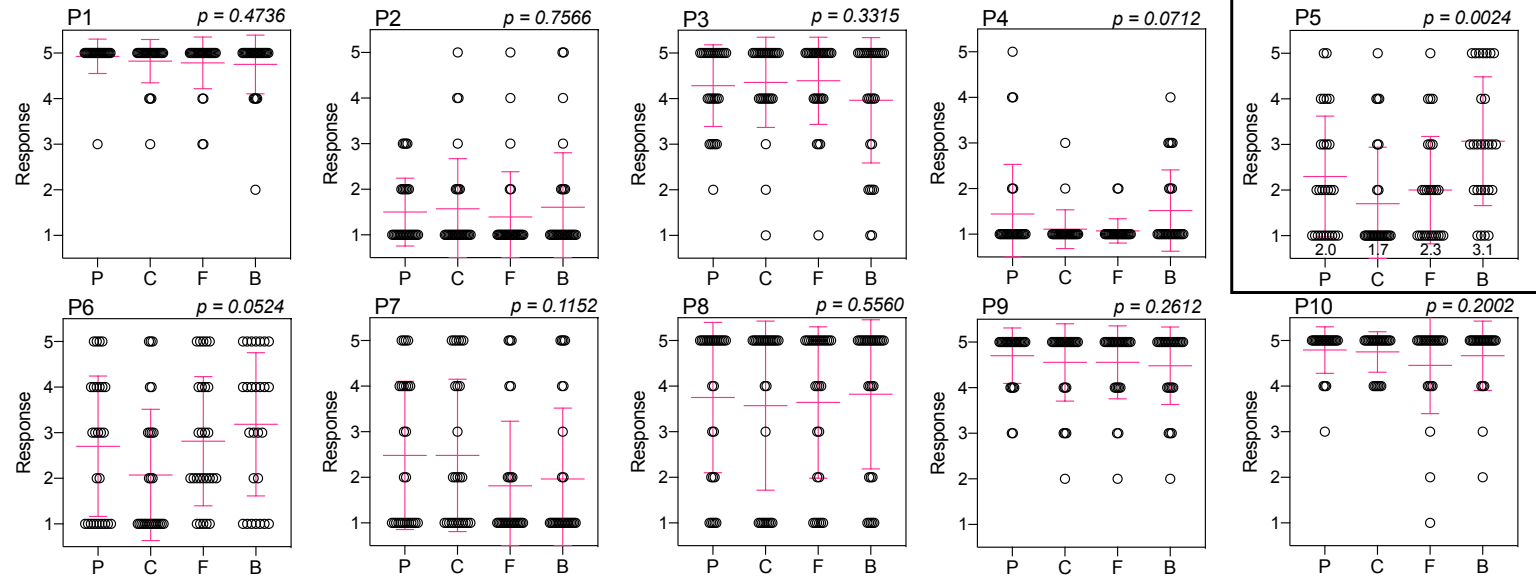 P1 p = 0.4736
P2 p = 0.7566
P3 p = 0.3315
P4 p = 0.0712
P5 p = 0.0024
Response
5
4
3
2
1
P C F B
Response
5
4
3
2
1
P C F B
Response
5
4
3
2
1
P C F B
Response
5
4
3
2
1
P C F B
Response
5
4
3
2
1
2.0 1.7 2.3 3.1
P C F B
P6 p = 0.0524
P7 p = 0.1152
P8 p = 0.5560
P9 p = 0.2612
P10 p = 0.2002
Response
5
4
3
2
1
P C F B
Response
5
4
3
2
1
P C F B
Response
5
4
3
2
1
P C F B
Response
5
4
3
2
1
P C F B
Response
5
4
3
2
1
P C F B